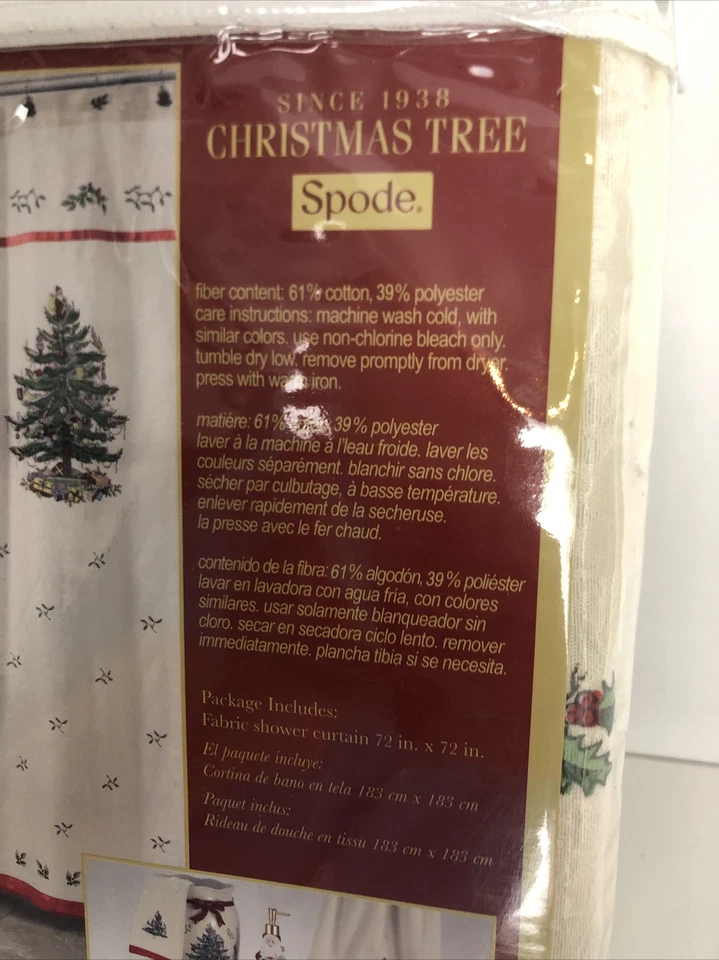 SINCE 1938
CHRISTMAS TREE
Spode®
fiber content: 61% cotton, 39% polyester
care instructions: machine wash cold, with
similar colors. use non-chlorine bleach only.
tumble dry low. remove promptly from dryer.
press with warm iron.
matiére: 61% 39% polyester
laver à la machine à l'eau froide. laver les
couleurs séparément. blanchir sans chlore.
sécher par culbutage, à basse température.
enlever rapidement de la secheruse.
la presse avec le fer chaud.
contenido de la fibra: 61% algodón, 39% poliéster
lavar en lavadora con agua fría, con colores
similares. usar solamente blanqueador sin
cloro. secar en secadora ciclo lento. remover
immediatamente. plancha tibia si se necesita.
Package Includes:
Fabric shower curtain 72 in. x 72 in.
El paquete incluye:
Cortina de bano en tela 183 cm x 183 cm
Paquet inclus:
Rideau de douche en tissu 183 cm x 183 cm